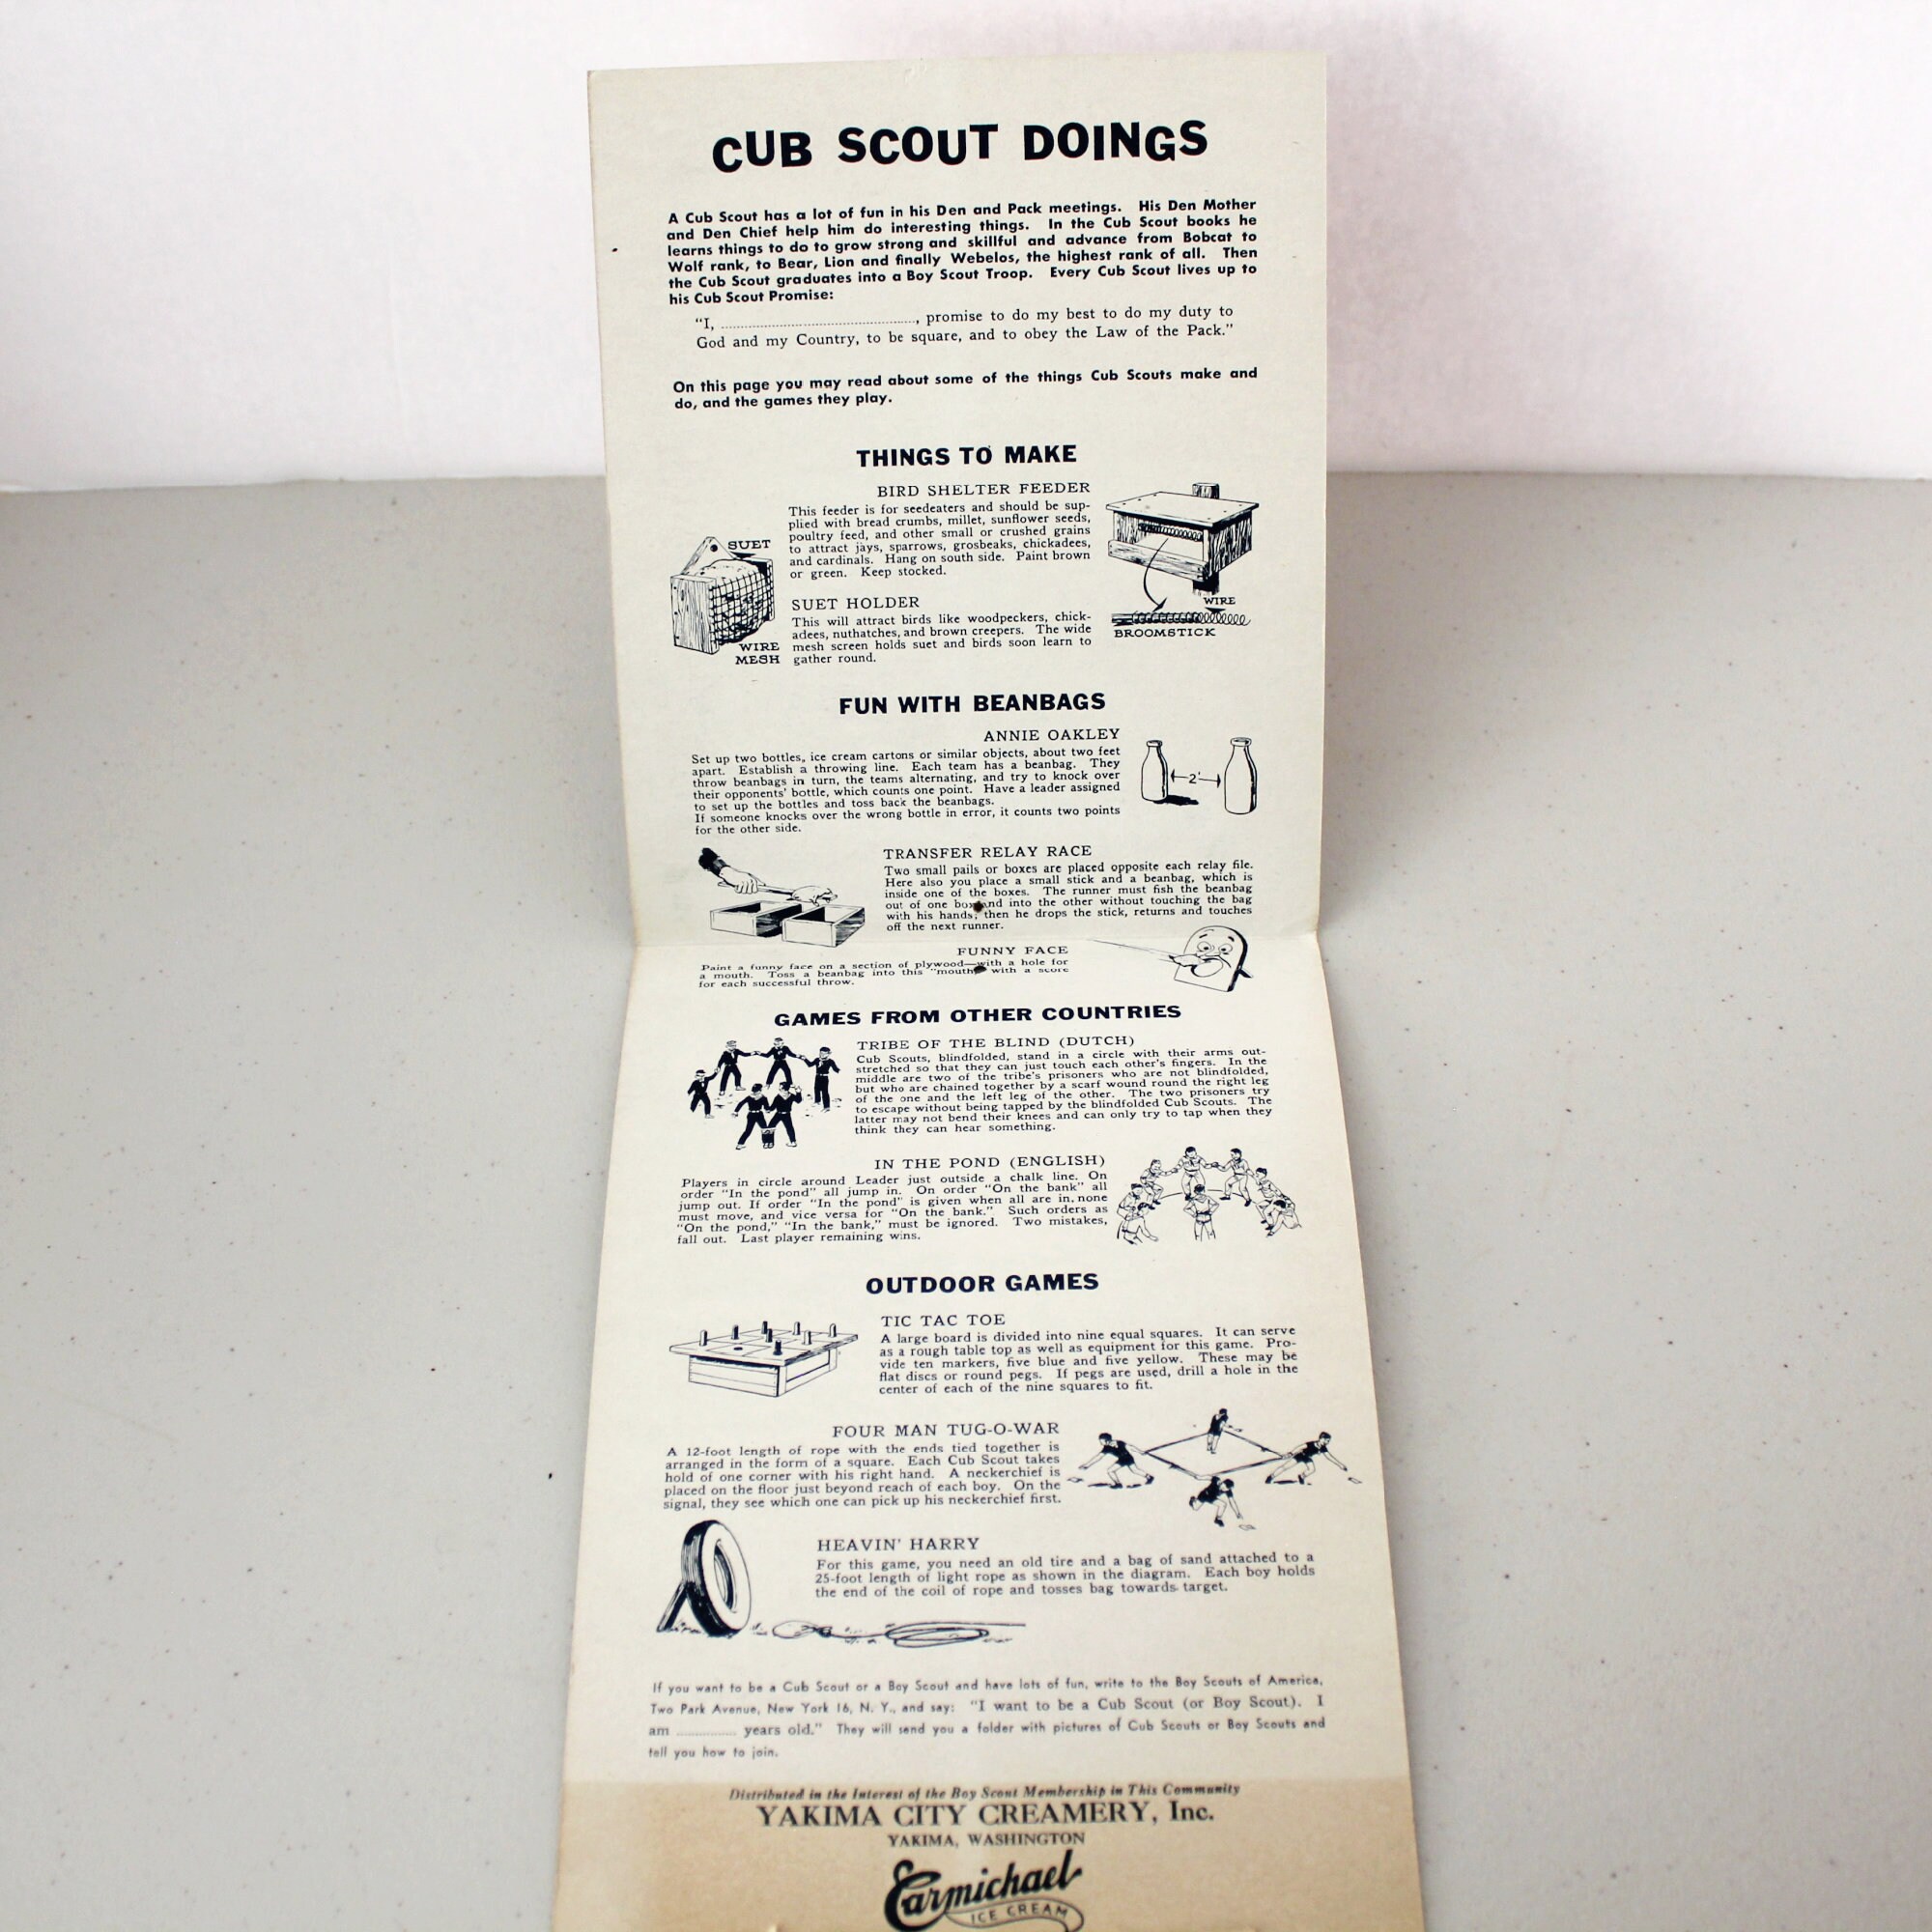 CUB SCOUT DOINGS
A Cub Scout has a lot of fun in his Den and Pack meetings. His Den Mother
and Den Chief help him do interesting things. In the Cub Scout books he
learns things to do to grow strong and skillful and advance from Bobcat to
Wolf rank, to Bear, Lion and finally Webelos, the highest rank of all. Then
the Cub Scout graduates into a Boy Scout Troop. Every Cub Scout lives up to
his Cub Scout Promise:
"I, ............................................., promise to do my best to do my duty to
God and my Country, to be square, and to obey the Law of the Pack."
On this page you may read about some of the things Cub Scouts make and
do, and the games they play.
THINGS TO MAKE
BIRD SHELTER FEEDER
This feeder is for seedeaters and should be sup-
plied with bread crumbs, millet, sunflower seeds,
poultry feed, and other small or crushed grains
to attract jays, sparrows, grosbeaks, chickadees,
and cardinals. Hang on south side. Paint brown
or green. Keep stocked.
SUET
WIRE
MESH
SUET HOLDER
This will attract birds like woodpeckers, chick-
adees, nuthatches, and brown creepers. The wide
mesh screen holds suet and birds soon learn to
gather round.
WIRE
BROOMSTICK
FUN WITH BEANBAGS
ANNIE OAKLEY
Set up two bottles, ice cream cartons or similar objects, about two feet
apart. Establish a throwing line. Each team has a beanbag. They
throw beanbags in turn, the teams alternating, and try to knock over
their opponents' bottle, which counts one point. Have a leader assigned
to set up the bottles and toss back the beanbags.
If someone knocks over the wrong bottle in error, it counts two points
for the other side.
2'
TRANSFER RELAY RACE
Two small pails or boxes are placed opposite each relay file.
Here also you place a small stick and a beanbag, which is
inside one of the boxes. The runner must fish the beanbag
out of one box and into the other without touching the bag
with his hands; then he drops the stick, returns and touches
off the next runner.
FUNNY FACE
Paint a funny face on a section of plywood—with a hole for
a mouth. Toss a beanbag into this "mouth" with a score
for each successful throw.
GAMES FROM OTHER COUNTRIES
TRIBE OF THE BLIND (DUTCH)
Cub Scouts, blindfolded, stand in a circle with their arms out-
stretched so that they can just touch each other's fingers. In the
middle are two of the tribe's prisoners who are not blindfolded,
but who are chained together by a scarf wound round the right leg
of the one and the left leg of the other. The two prisoners try
to escape without being tapped by the blindfolded Cub Scouts. The
latter may not bend their knees and can only try to tap when they
think they can hear something.
IN THE POND (ENGLISH)
Players in circle around Leader just outside a chalk line. On
order "In the pond" all jump in. On order "On the bank" all
jump out. If order "In the pond" is given when all are in, none
must move, and vice versa for "On the bank." Such orders as
"On the pond," "In the bank," must be ignored. Two mistakes,
fall out. Last player remaining wins.
OUTDOOR GAMES
TIC TAC TOE
A large board is divided into nine equal squares. It can serve
as a rough table top as well as equipment for this game. Pro-
vide ten markers, five blue and five yellow. These may be
flat discs or round pegs. If pegs are used, drill a hole in the
center of each of the nine squares to fit.
FOUR MAN TUG-O-WAR
A 12-foot length of rope with the ends tied together is
arranged in the form of a square. Each Cub Scout takes
hold of one corner with his right hand. A neckerchief is
placed on the floor just beyond reach of each boy. On the
signal, they see which one can pick up his neckerchief first.
HEAVIN' HARRY
For this game, you need an old tire and a bag of sand attached to a
25-foot length of light rope as shown in the diagram. Each boy holds
the end of the coil of rope and tosses bag towards target.
If you want to be a Cub Scout or a Boy Scout and have lots of fun, write to the Boy Scouts of America,
Two Park Avenue, New York 16, N. Y., and say: "I want to be a Cub Scout (or Boy Scout). I
am ................ years old." They will send you a folder with pictures of Cub Scouts or Boy Scouts and
tell you how to join.
Distributed in the Interest of the Boy Scout Membership in This Community
YAKIMA CITY CREAMERY, Inc.
YAKIMA, WASHINGTON
Carmichael
ICE CREAM